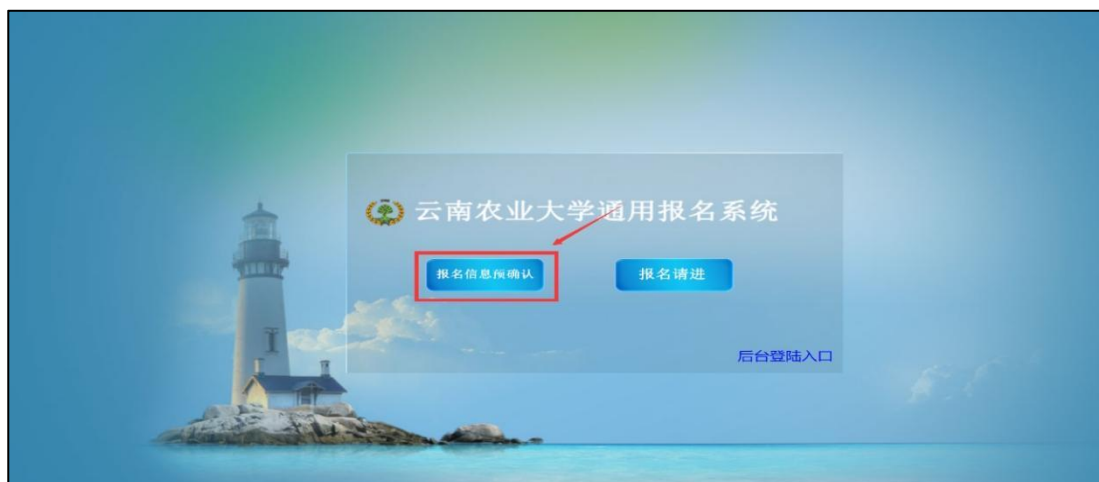 云南农业大学通用报名系统
报名信息预确认
报名请进
后台登陆入口